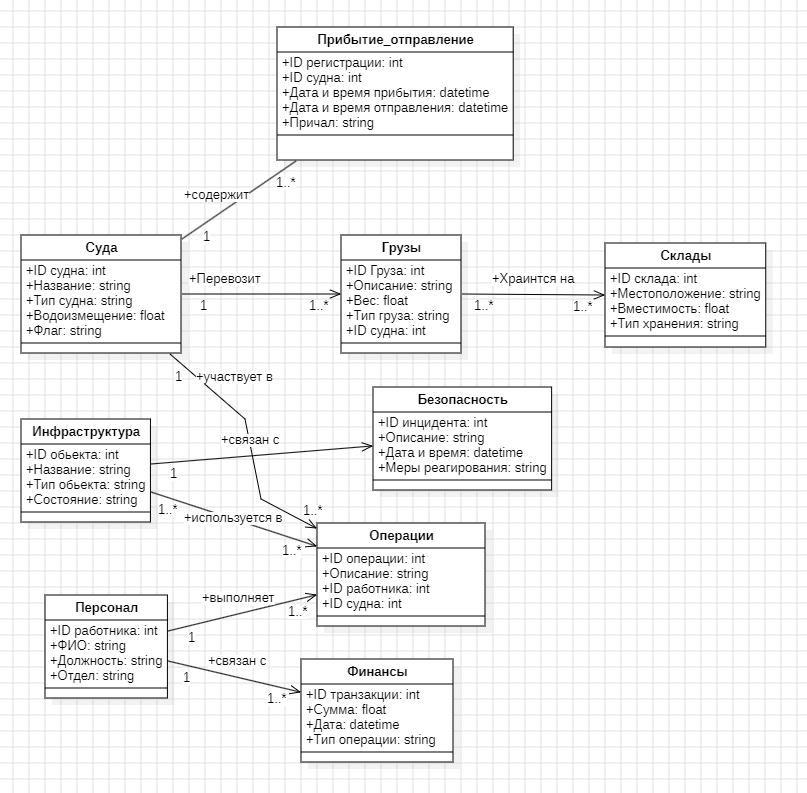 Прибытие_отправление
+ID регистрации: int
+ID судна: int
+Дата и время прибытия: datetime
+Дата и время отправления: datetime
+Причал: string
1..*
+содержит
1
Суда
+ID судна: int
+Название: string
+Тип судна: string
+Водоизмещение: float
+Флаг: string
+Перевозит
1
1..*
Грузы
+ID Груза: int
+Описание: string
+Вес: float
+Тип груза: string
+ID судна: int
+Храинтся на
1..*
1..*
Склады
+ID склада: int
+Местоположение: string
+Вместимость: float
+Тип хранения: string
1
+участвует в
1..*
Инфраструктура
+ID обьекта: int
+Название: string
+Тип обьекта: string
+Состояние: string
+связан с
1
Безопасность
+ID инцидента: int
+Описание: string
+Дата и время: datetime
+Меры реагирования: string
1..*
+используется в
1..*
Операции
+ID операции: int
+Описание: string
+ID работника: int
+ID судна: int
Персонал
+ID работника: int
+ФИО: string
+Должность: string
+Отдел: string
+выполняет
1
1..*
+связан с
1
1..*
Финансы
+ID транзакции: int
+Сумма: float
+Дата: datetime
+Тип операции: string